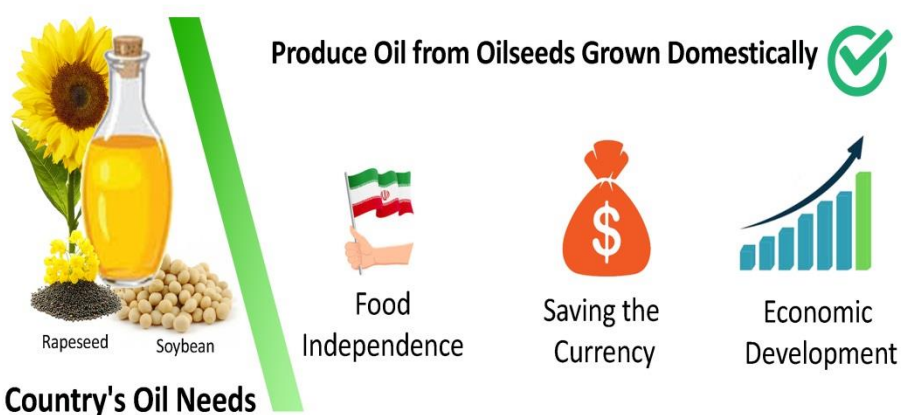 Produce Oil from Oilseeds Grown Domestically
Rapeseed
Soybean
Country's Oil Needs
Food
Independence
$
Saving the
Currency
Economic
Development